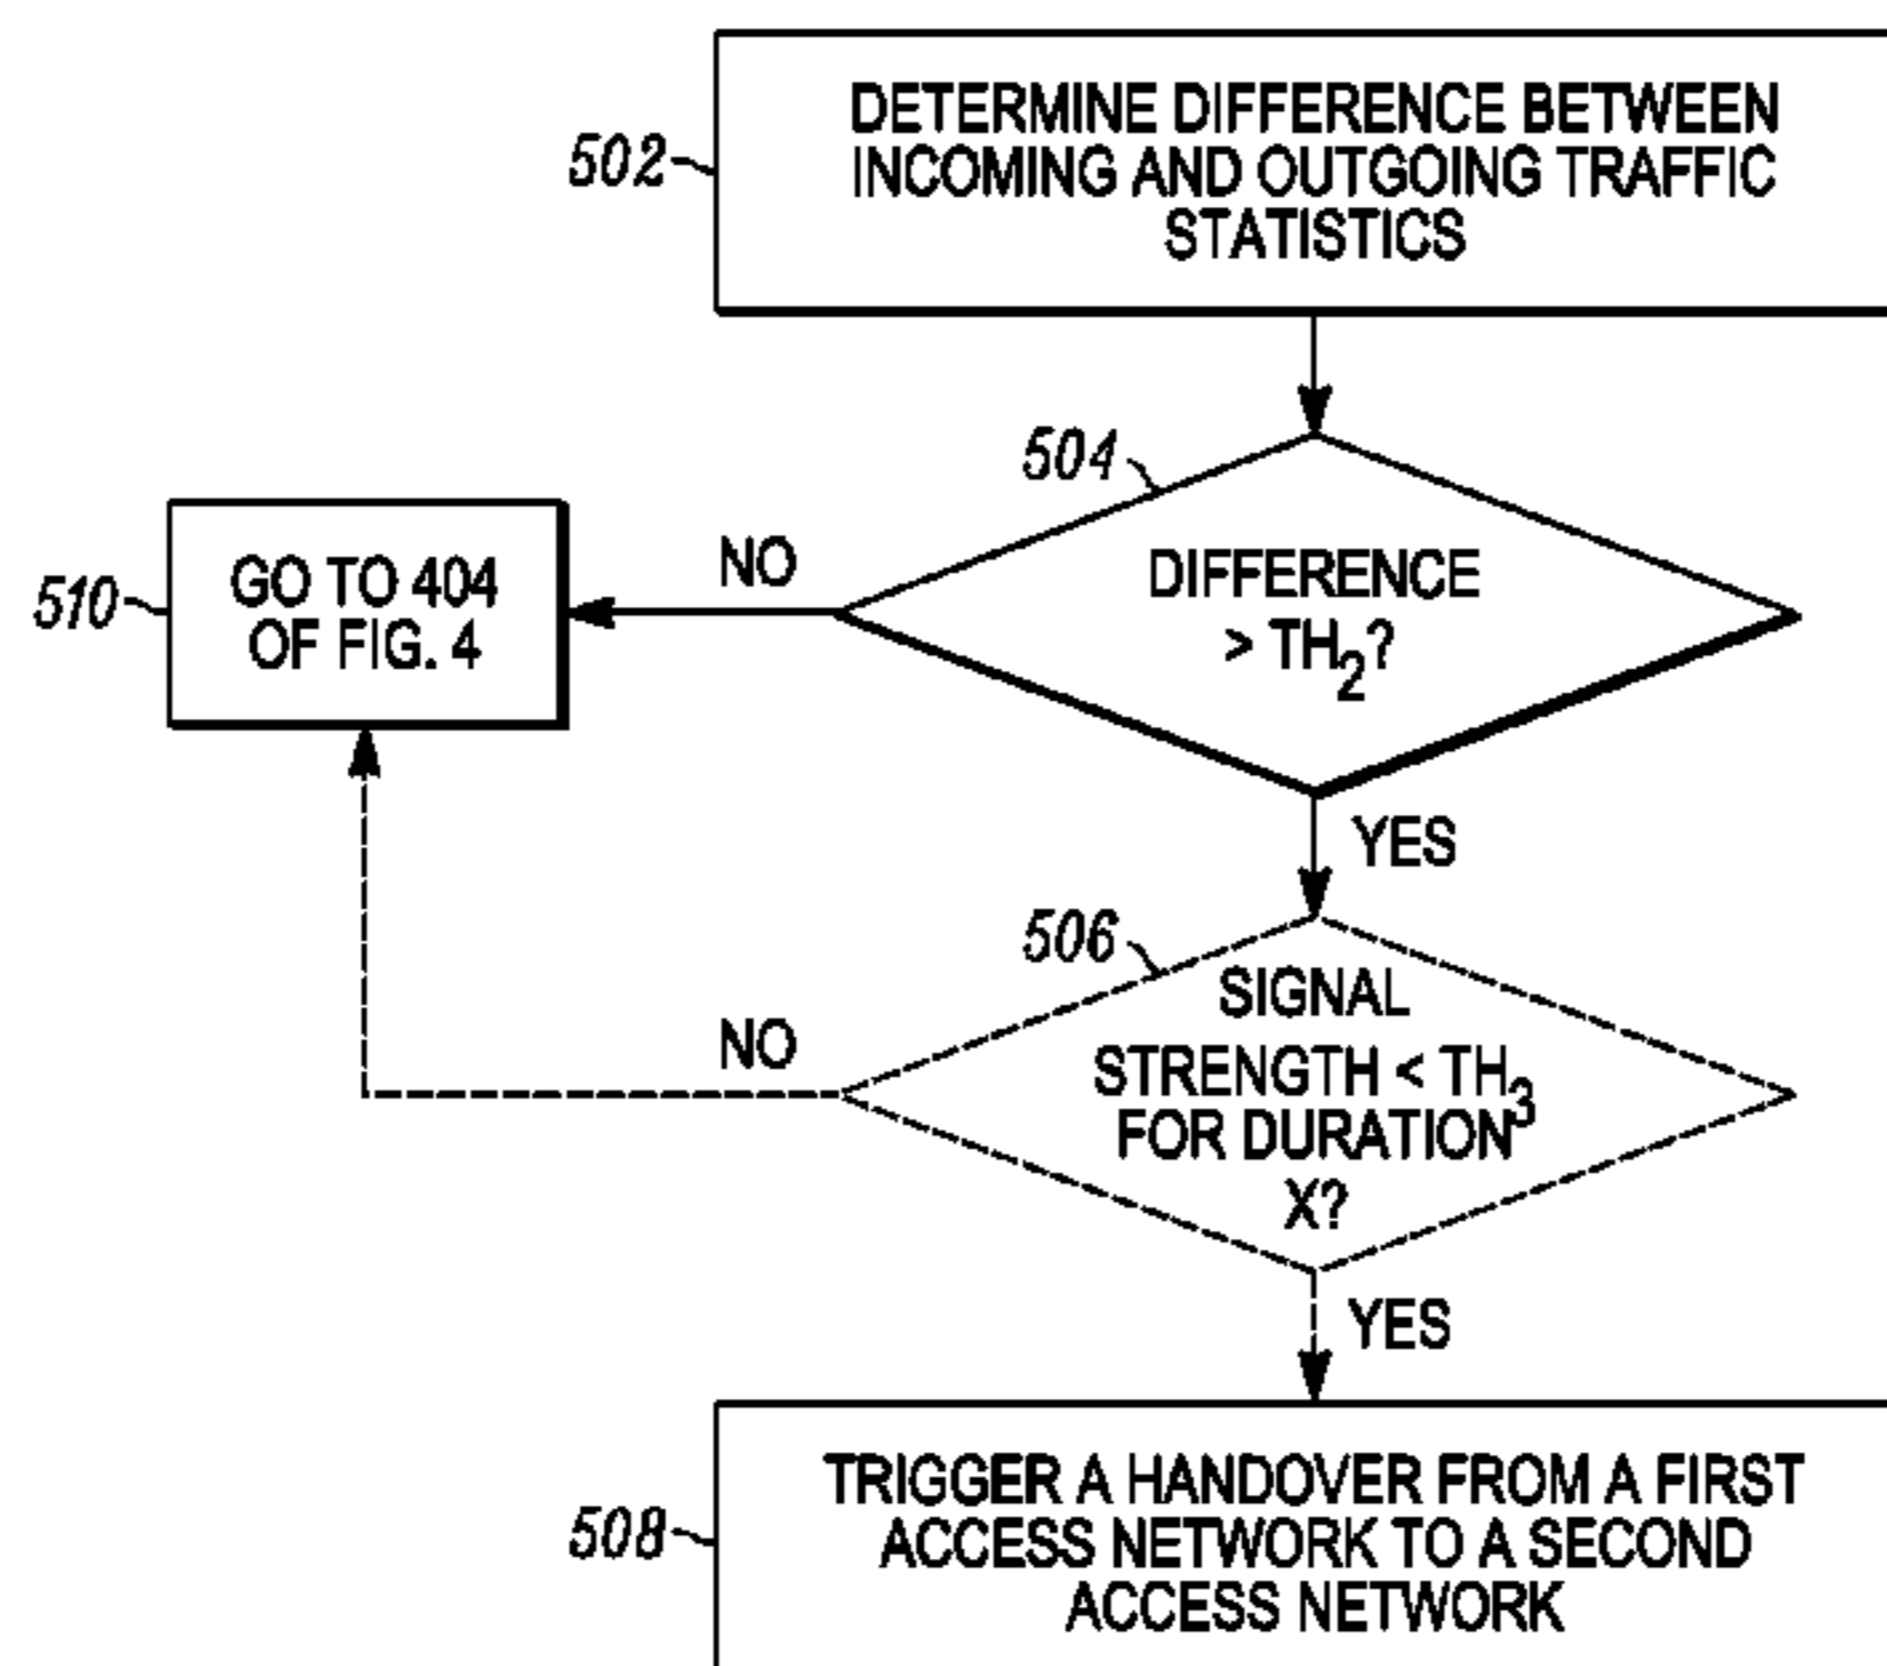 DETERMINE DIFFERENCE BETWEEN
INCOMING AND OUTGOING TRAFFIC
STATISTICS
502
504
DIFFERENCE
> TH2?
NO
GO TO 404
OF FIG. 4
510
YES
506
SIGNAL
STRENGTH < TH3
FOR DURATION
X?
NO
YES
TRIGGER A HANDOVER FROM A FIRST
ACCESS NETWORK TO A SECOND
ACCESS NETWORK
508